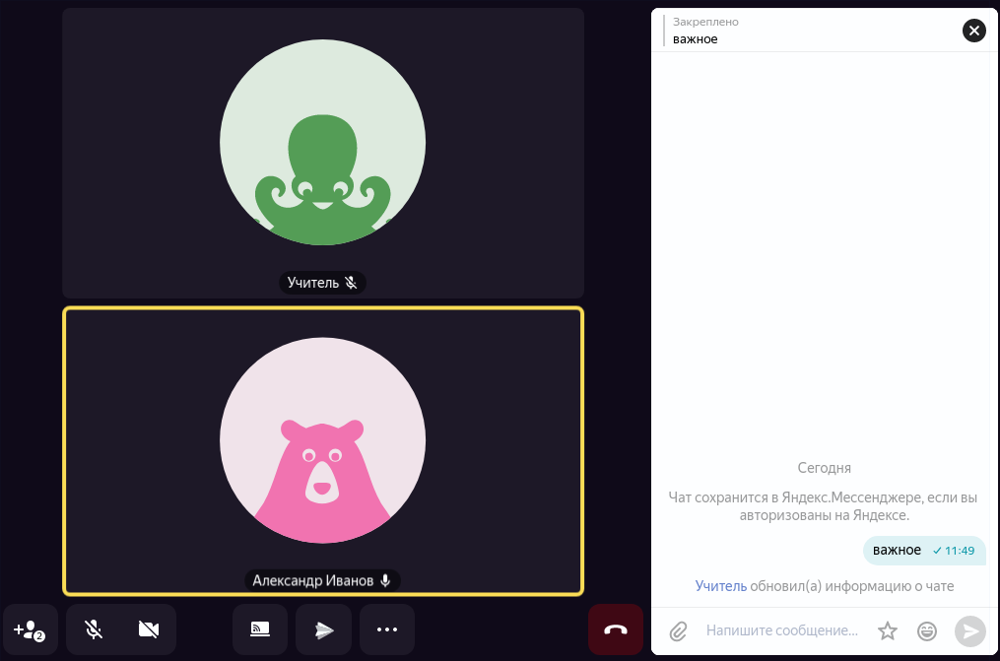 Учитель
Александр Иванов
2
Закреплено
важное
Сегодня
Чат сохранится в Яндекс.Мессенджере, если вы
авторизованы на Яндексе.
важное 11:49
Учитель обновил(а) информацию о чате
Напишите сообщение...